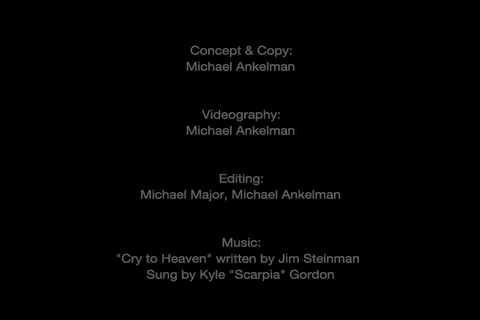 Concept & Copy:
Michael Ankelman
Videography:
Michael Ankelman
Editing:
Michael Major, Michael Ankelman
Music:
"Cry to Heaven" written by Jim Steinman
Sung by Kyle "Scarpia" Gordon